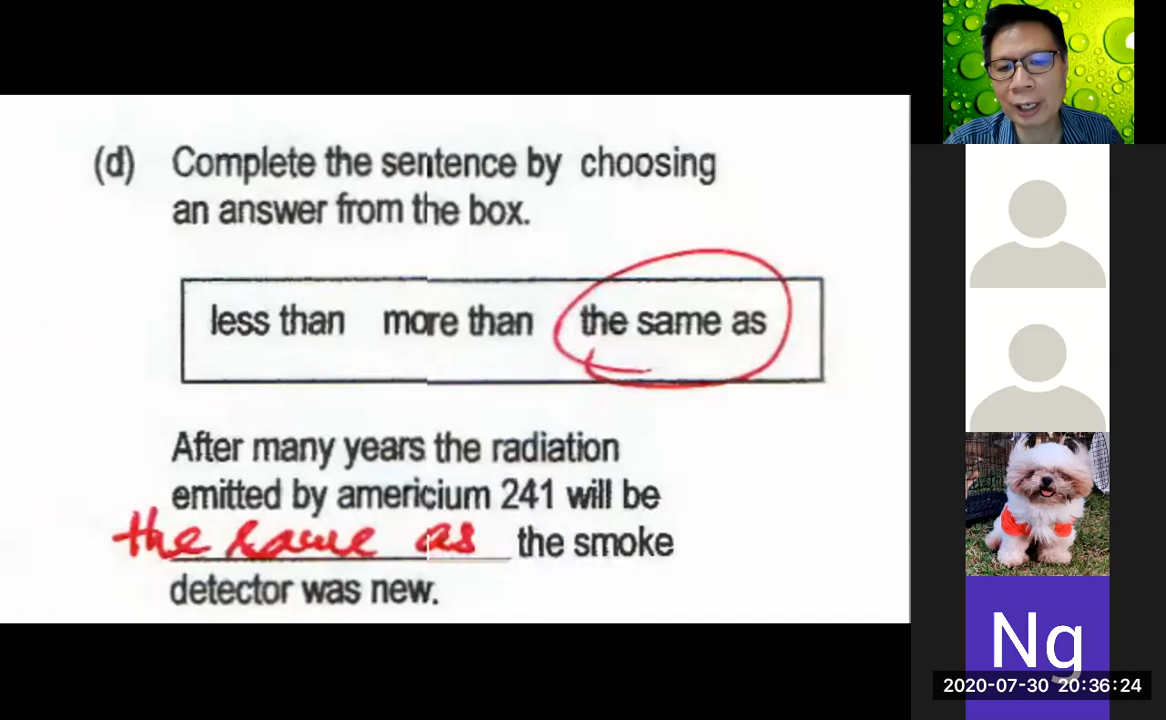 (d) Complete the sentence by choosing
an answer from the box.
less than more than the same as
After many years the radiation
emitted by americium 241 will be
the same as the smoke
detector was new.
Ng
2020-07-30 20:36:24